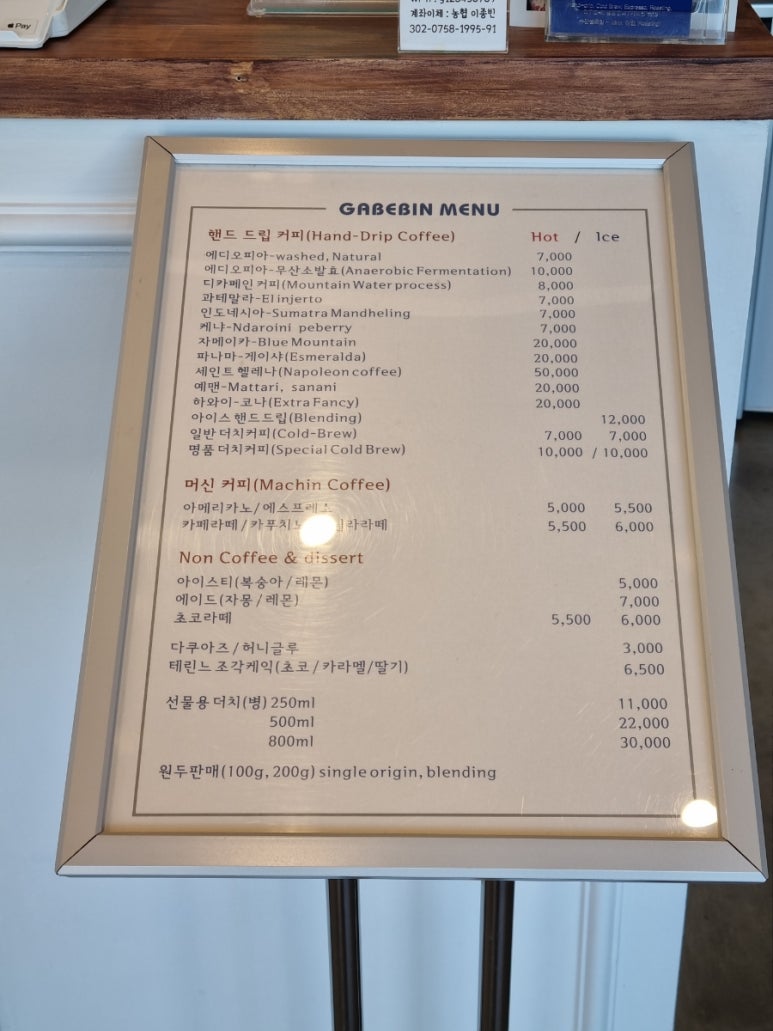 Pay
계좌이체 : 농협 이종빈
302-0758-1995-91
GABEBIN MENU
핸드 드립 커피(Hand-Drip Coffee) Hot / Ice
에디오피아-washed, Natural 7,000
에디오피아-무산소발효(Anaerobic Fermentation) 10,000
디카페인 커피(Mountain Water process) 8,000
과테말라-El injerto 7,000
인도네시아-Sumatra Mandheling 7,000
케냐-Ndaroini peberry 7,000
자메이카-Blue Mountain 20,000
파나마-게이샤(Esmeralda) 20,000
세인트 헬레나(Napoleon coffee) 50,000
예맨-Mattari, sanani 20,000
하와이-코나(Extra Fancy) 20,000
아이스 핸드드립(Blending) 12,000
일반 더치커피(Cold-Brew) 7,000 7,000
명품 더치커피(Special Cold Brew) 10,000 / 10,000
머신 커피(Machin Coffee)
아메리카노/에스프레소 5,000 5,500
카페라떼/카푸치노 5,500 6,000
Non Coffee & dissert
아이스티(복숭아/레몬) 5,000
에이드(자몽/레몬) 7,000
초코라떼 5,500 6,000
다쿠아즈/허니글루 3,000
테린느 조각케익(초코/카라멜/딸기) 6,500
선물용 더치(병) 250ml 11,000
500ml 22,000
800ml 30,000
원두판매(100g, 200g) single origin, blending